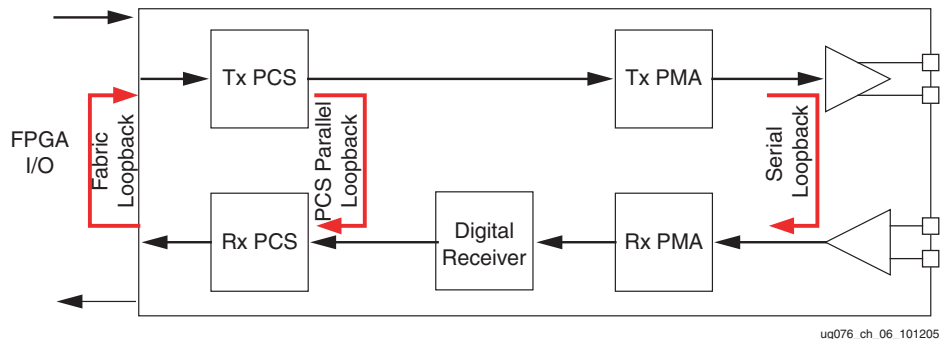 Tx PCS
Tx PMA
FPGA
I/O
Fabric
Loopback
PCS Parallel
Loopback
Serial
Loopback
Rx PCS
Digital
Receiver
Rx PMA
ug076_ch_06_101205